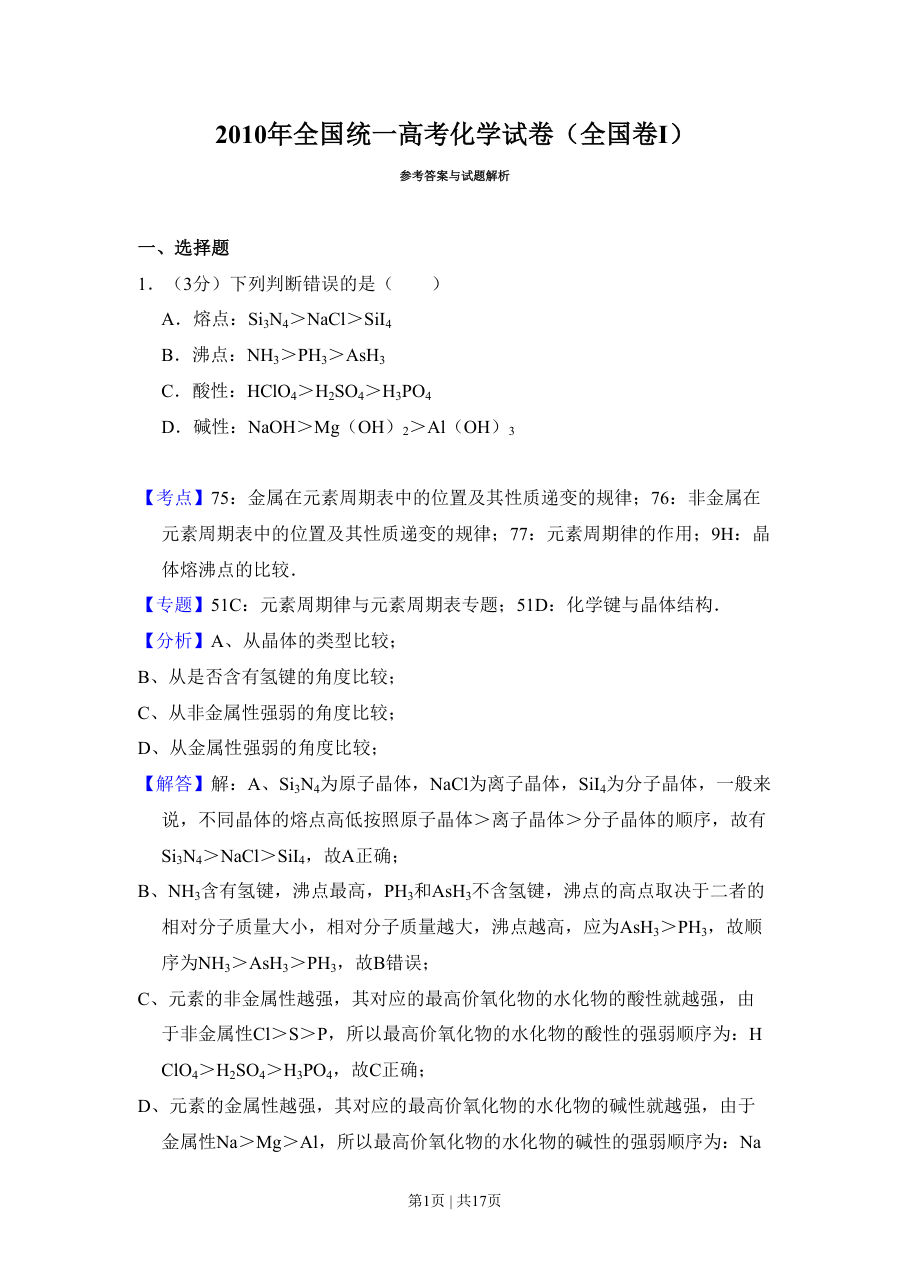 2010年全国统一高考化学试卷（全国卷I）
参考答案与试题解析
一、选择题
1．（3分）下列判断错误的是（　　）
A．熔点：Si₃N₄＞NaCl＞SiI₄
B．沸点：NH₃＞PH₃＞AsH₃
C．酸性：HClO₄＞H₂SO₄＞H₃PO₄
D．碱性：NaOH＞Mg（OH）₂＞Al（OH）₃
【考点】75：金属在元素周期表中的位置及其性质递变的规律；76：非金属在
元素周期表中的位置及其性质递变的规律；77：元素周期律的作用；9H：晶
体熔沸点的比较．
【专题】51C：元素周期律与元素周期表专题；51D：化学键与晶体结构．
【分析】A、从晶体的类型比较；
B、从是否含有氢键的角度比较；
C、从非金属性强弱的角度比较；
D、从金属性强弱的角度比较；
【解答】解：A、Si₃N₄为原子晶体，NaCl为离子晶体，SiI₄为分子晶体，一般来
说，不同晶体的熔点高低按照原子晶体＞离子晶体＞分子晶体的顺序，故有
Si₃N₄＞NaCl＞SiI₄，故A正确；
B、NH₃含有氢键，沸点最高，PH₃和AsH₃不含氢键，沸点的高点取决于二者的
相对分子质量大小，相对分子质量越大，沸点越高，应为AsH₃＞PH₃，故顺
序为NH₃＞AsH₃＞PH₃，故B错误；
C、元素的非金属性越强，其对应的最高价氧化物的水化物的酸性就越强，由
于非金属性Cl＞S＞P，所以最高价氧化物的水化物的酸性的强弱顺序为：H
ClO₄＞H₂SO₄＞H₃PO₄，故C正确；
D、元素的金属性越强，其对应的最高价氧化物的水化物的碱性就越强，由于
金属性Na＞Mg＞Al，所以最高价氧化物的水化物的碱性的强弱顺序为：Na
第1页 | 共17页